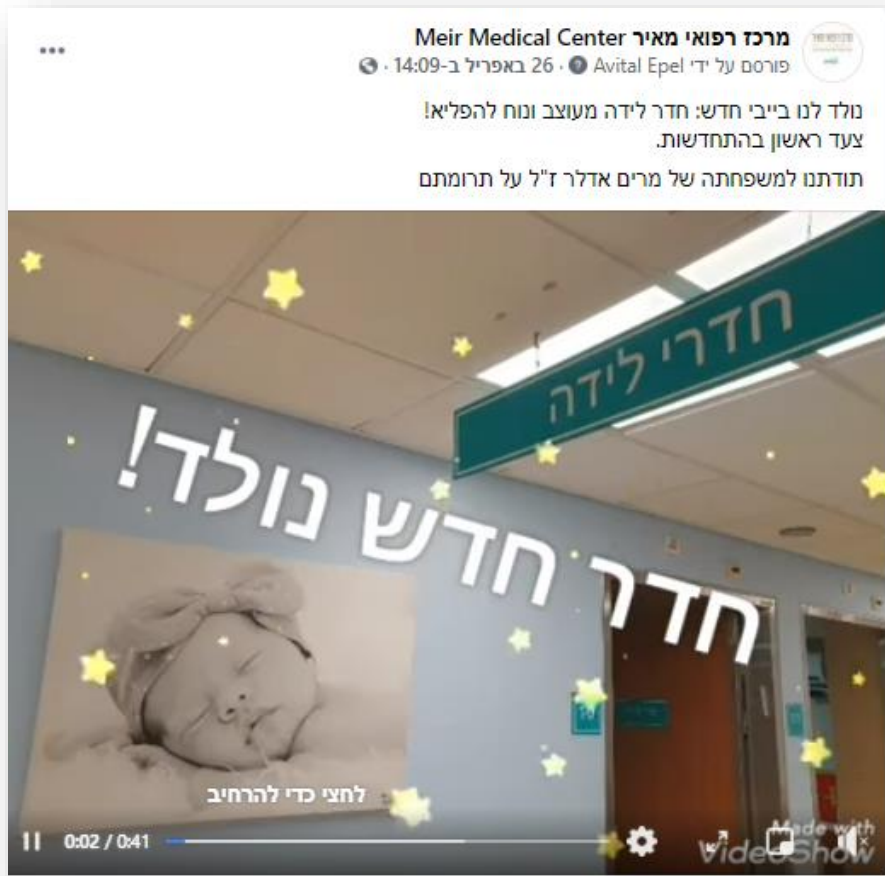 מרכז רפואי מאיר Meir Medical Center
פורסם על ידי Avital Epel · 26 באפריל ב-14:09 ·
נולד לנו בייבי חדש: חדר לידה מעוצב ונוח להפליא!
צעד ראשון בהתחדשות.
תודתנו למשפחתה של מרים אדלר ז"ל על תרומתם
חדרי לידה
חדר חדש נולד!
לחצי כדי להרחיב
0:02 / 0:41
Made with
VideoShow